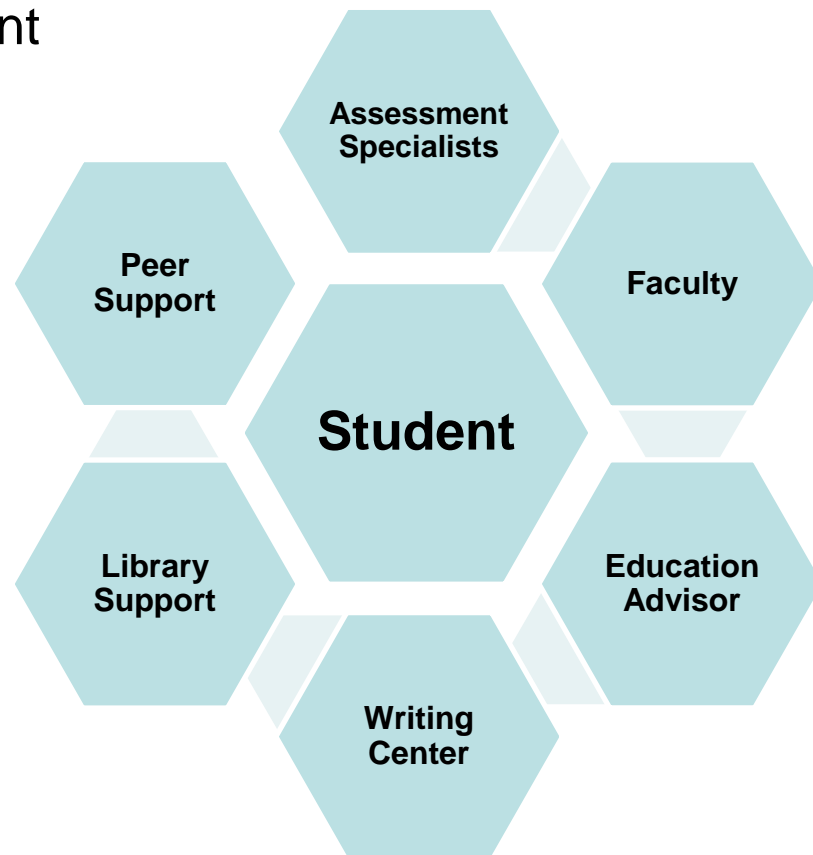 nt
Assessment
Specialists
Peer
Support
Faculty
Student
Library
Support
Education
Advisor
Writing
Center